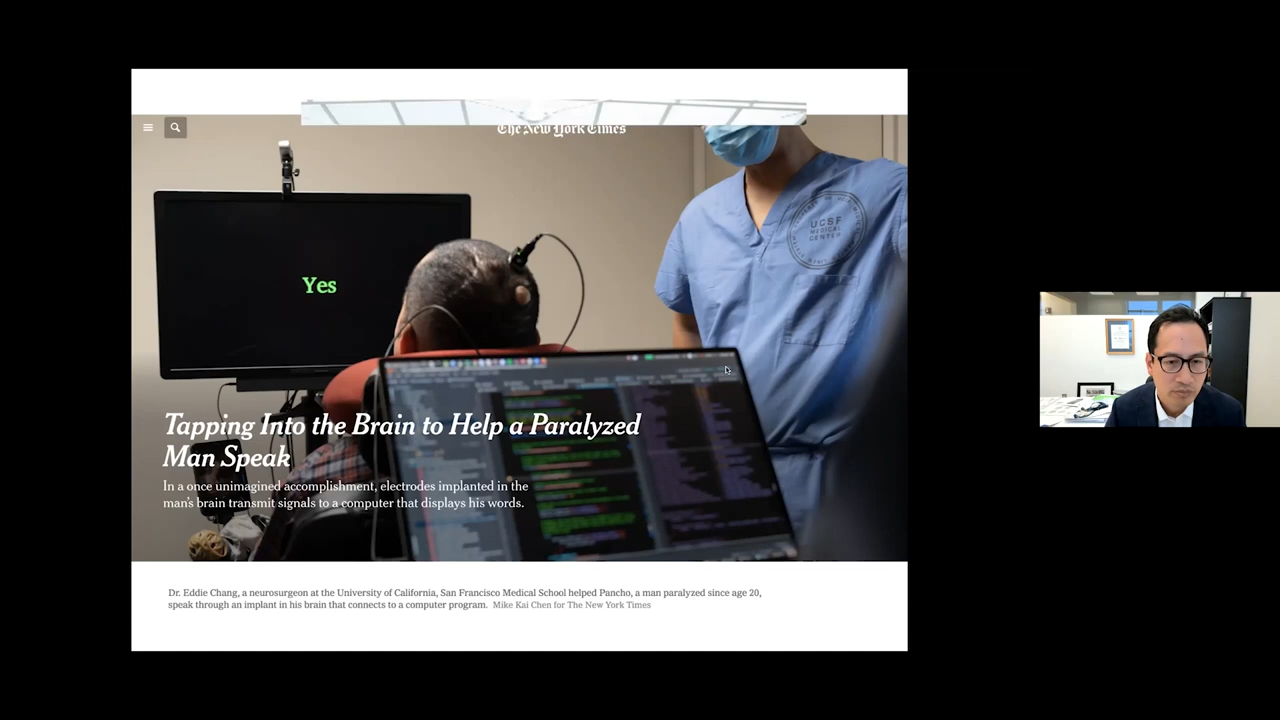 The New York Times
UCSF
MEDICAL
CENTER
Yes
Tapping Into the Brain to Help a Paralyzed
Man Speak
In a once unimagined accomplishment, electrodes implanted in the
man's brain transmit signals to a computer that displays his words.
Dr. Eddie Chang, a neurosurgeon at the University of California, San Francisco Medical School helped Pancho, a man paralyzed since age 20,
speak through an implant in his brain that connects to a computer program. Mike Kai Chen for The New York Times